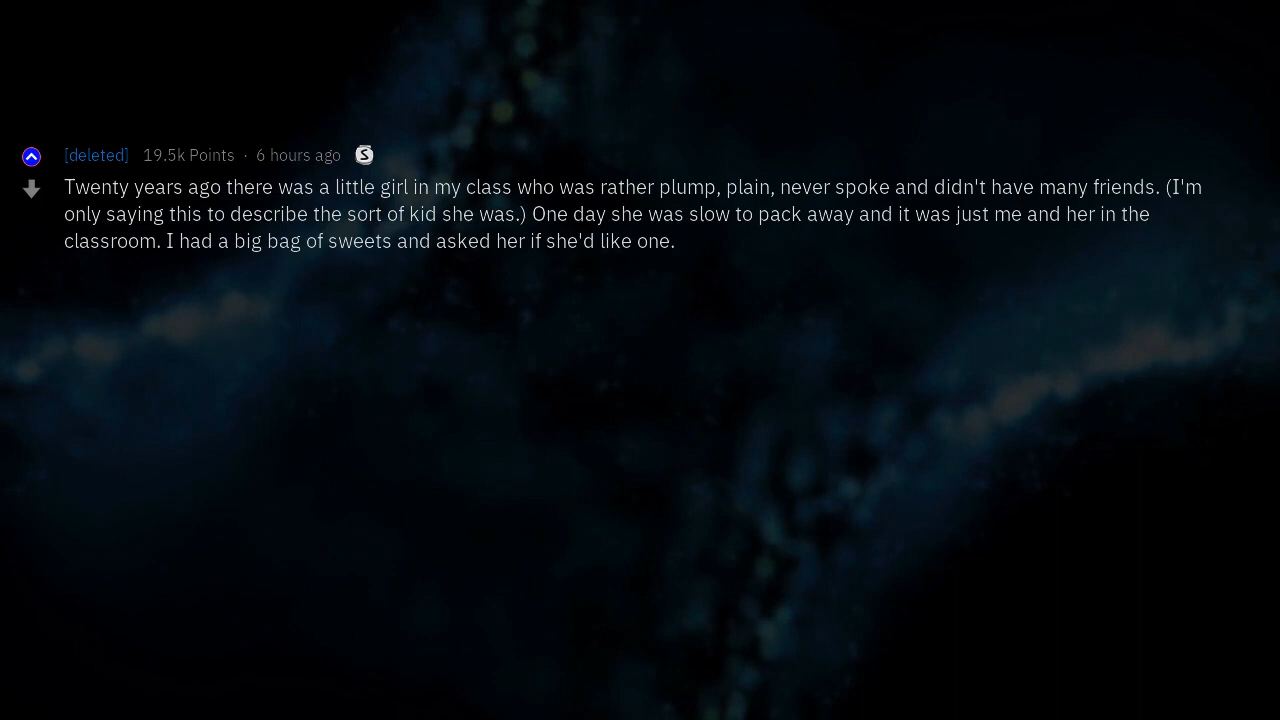 [deleted] 19.5k Points · 6 hours ago S
Twenty years ago there was a little girl in my class who was rather plump, plain, never spoke and didn't have many friends. (I'm
only saying this to describe the sort of kid she was.) One day she was slow to pack away and it was just me and her in the
classroom. I had a big bag of sweets and asked her if she'd like one.